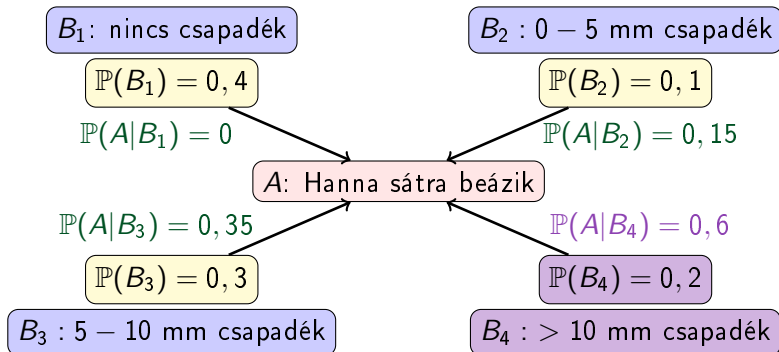 B₁: nincs csapadék
B₂ : 0 − 5 mm csapadék
ℙ(B₁) = 0, 4
ℙ(B₂) = 0, 1
ℙ(A|B₁) = 0
ℙ(A|B₂) = 0, 15
A: Hanna sátra beázik
ℙ(A|B₃) = 0, 35
ℙ(A|B₄) = 0, 6
ℙ(B₃) = 0, 3
ℙ(B₄) = 0, 2
B₃ : 5 − 10 mm csapadék
B₄ : > 10 mm csapadék